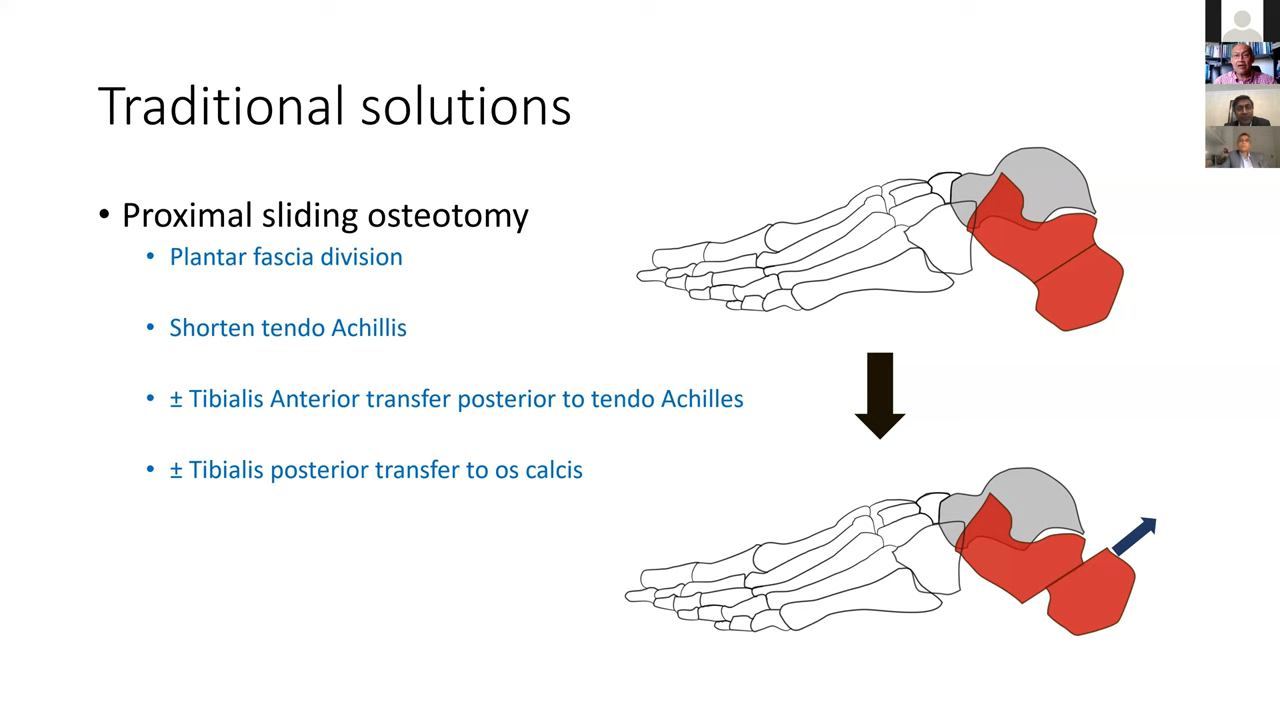 Traditional solutions
• Proximal sliding osteotomy
• Plantar fascia division
• Shorten tendo Achillis
• ± Tibialis Anterior transfer posterior to tendo Achilles
• ± Tibialis posterior transfer to os calcis